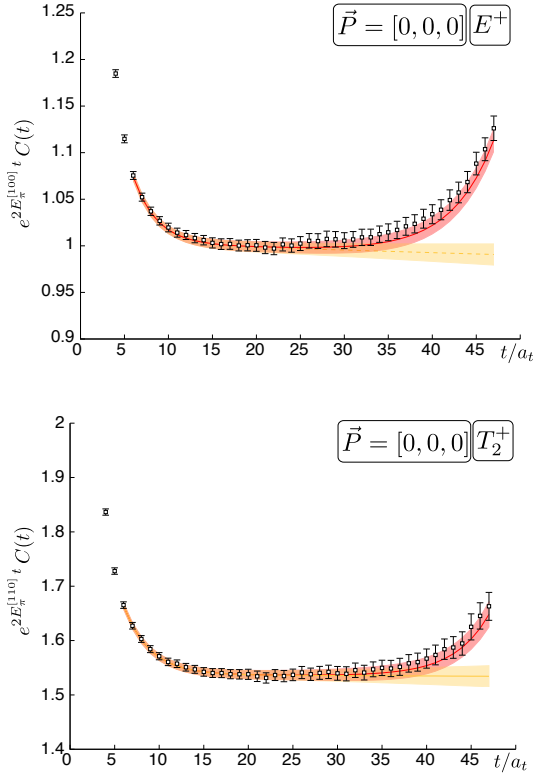 1.25
P⃗ = [0, 0, 0] E⁺
1.2
1.15
1.1
1.05
1
0.95
0.9
e^{2E_π^{[100]} t} C(t)
0 5 10 15 20 25 30 35 40 45 t/a_t
2
P⃗ = [0, 0, 0] T₂⁺
1.9
1.8
1.7
1.6
1.5
1.4
e^{2E_π^{[110]} t} C(t)
0 5 10 15 20 25 30 35 40 45 t/a_t